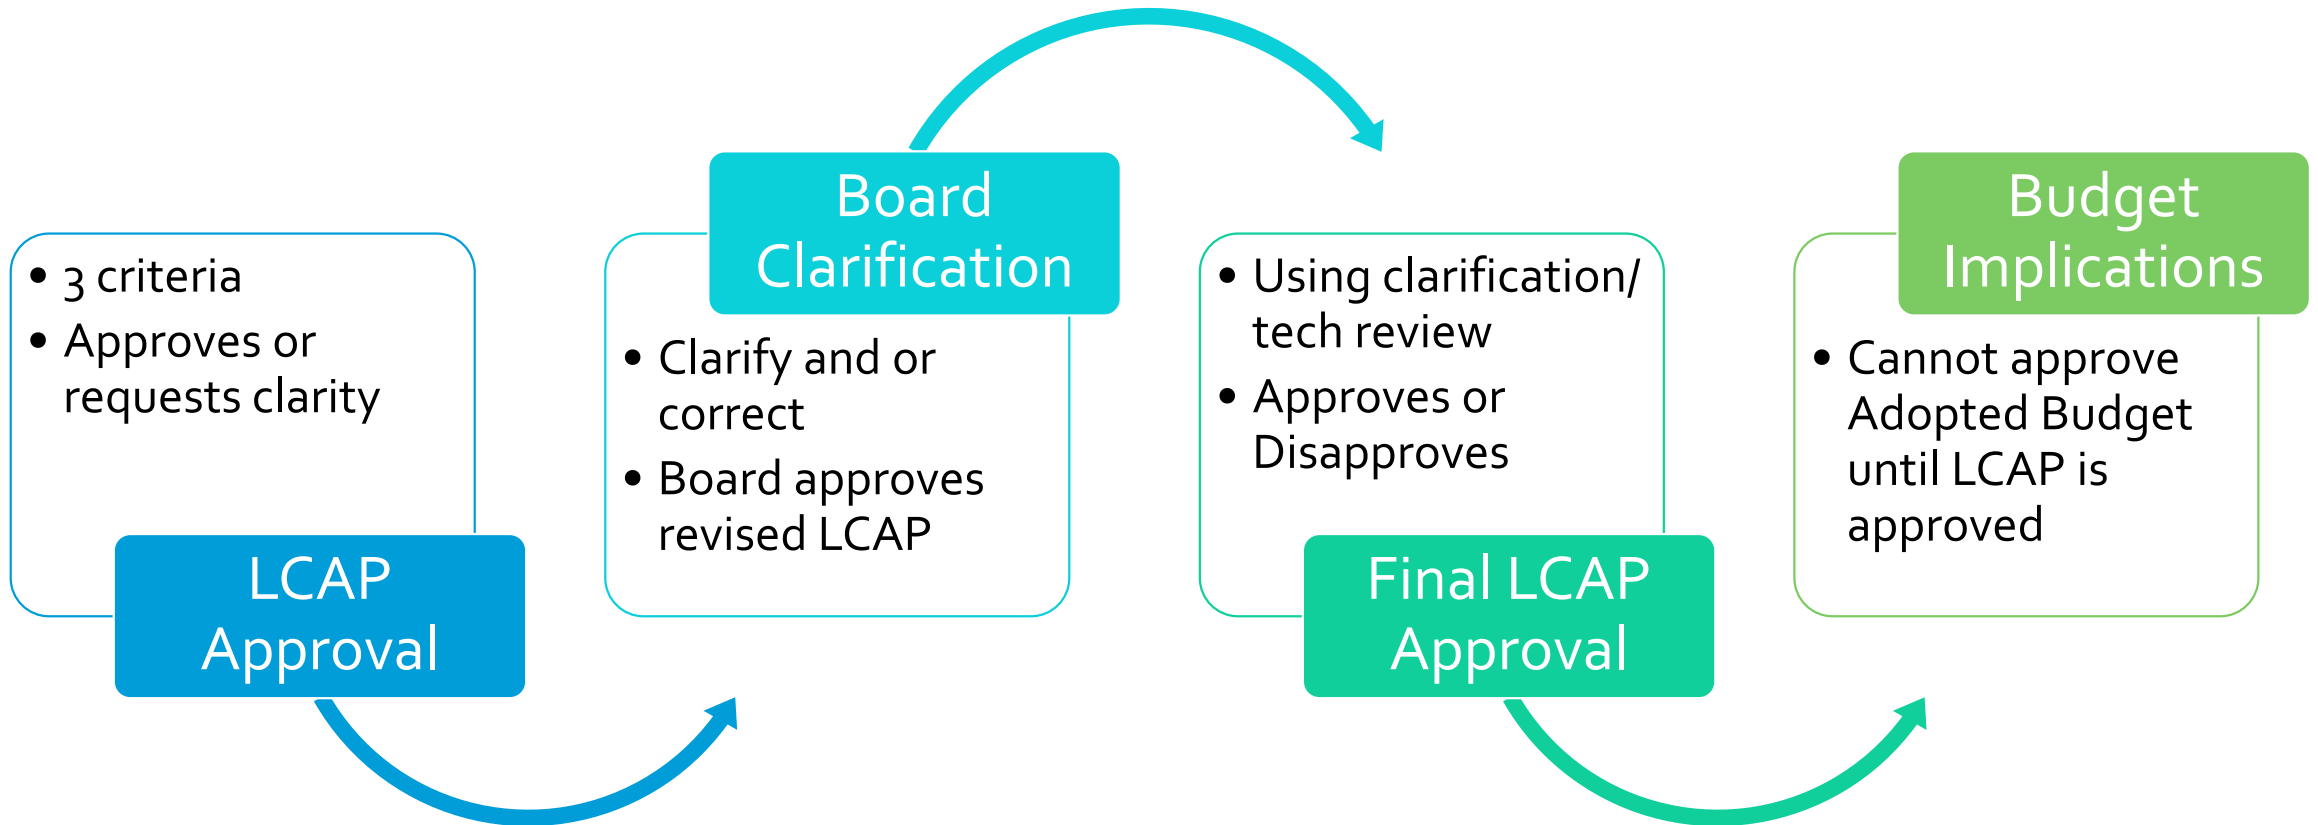 • 3 criteria
• Approves or
requests clarity
LCAP
Approval
Board
Clarification
• Clarify and or
correct
• Board approves
revised LCAP
• Using clarification/
tech review
• Approves or
Disapproves
Final LCAP
Approval
Budget
Implications
• Cannot approve
Adopted Budget
until LCAP is
approved